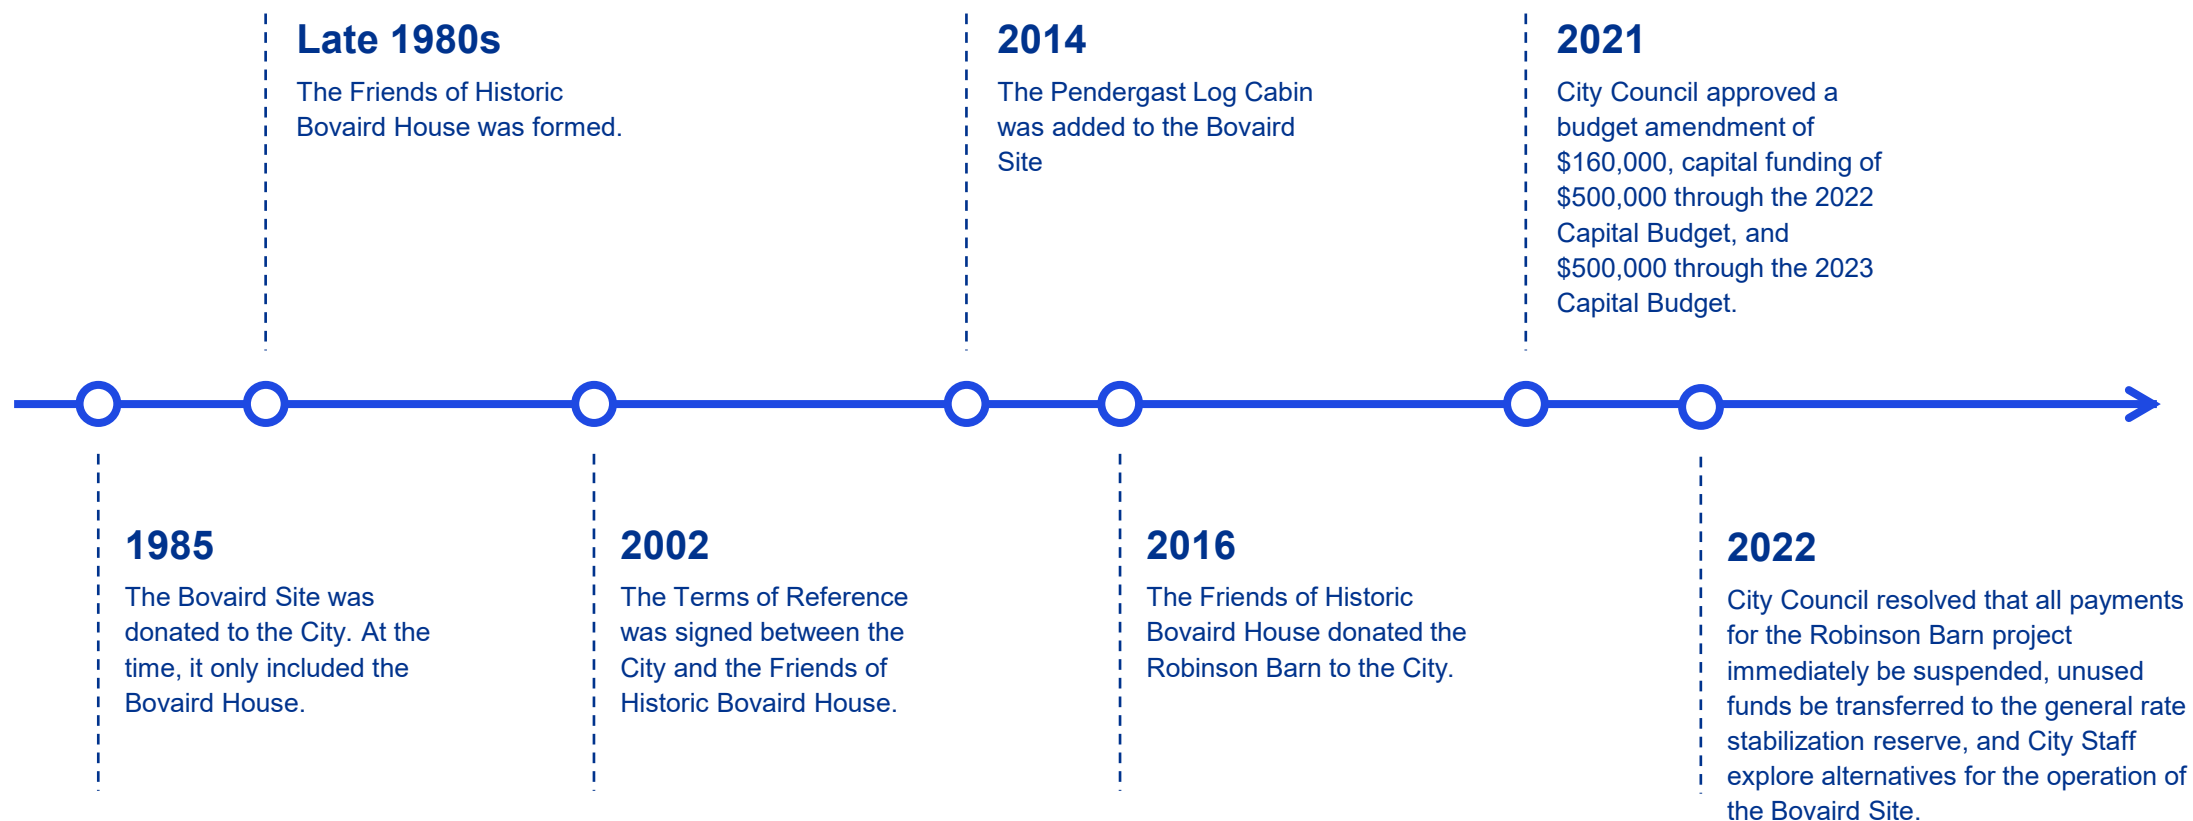 Late 1980s
The Friends of Historic
Bovaird House was formed.
2014
The Pendergast Log Cabin
was added to the Bovaird
Site
2021
City Council approved a
budget amendment of
$160,000, capital funding of
$500,000 through the 2022
Capital Budget, and
$500,000 through the 2023
Capital Budget.
1985
The Bovaird Site was
donated to the City. At the
time, it only included the
Bovaird House.
2002
The Terms of Reference
was signed between the
City and the Friends of
Historic Bovaird House.
2016
The Friends of Historic
Bovaird House donated the
Robinson Barn to the City.
2022
City Council resolved that all payments
for the Robinson Barn project
immediately be suspended, unused
funds be transferred to the general rate
stabilization reserve, and City Staff
explore alternatives for the operation of
the Bovaird Site.